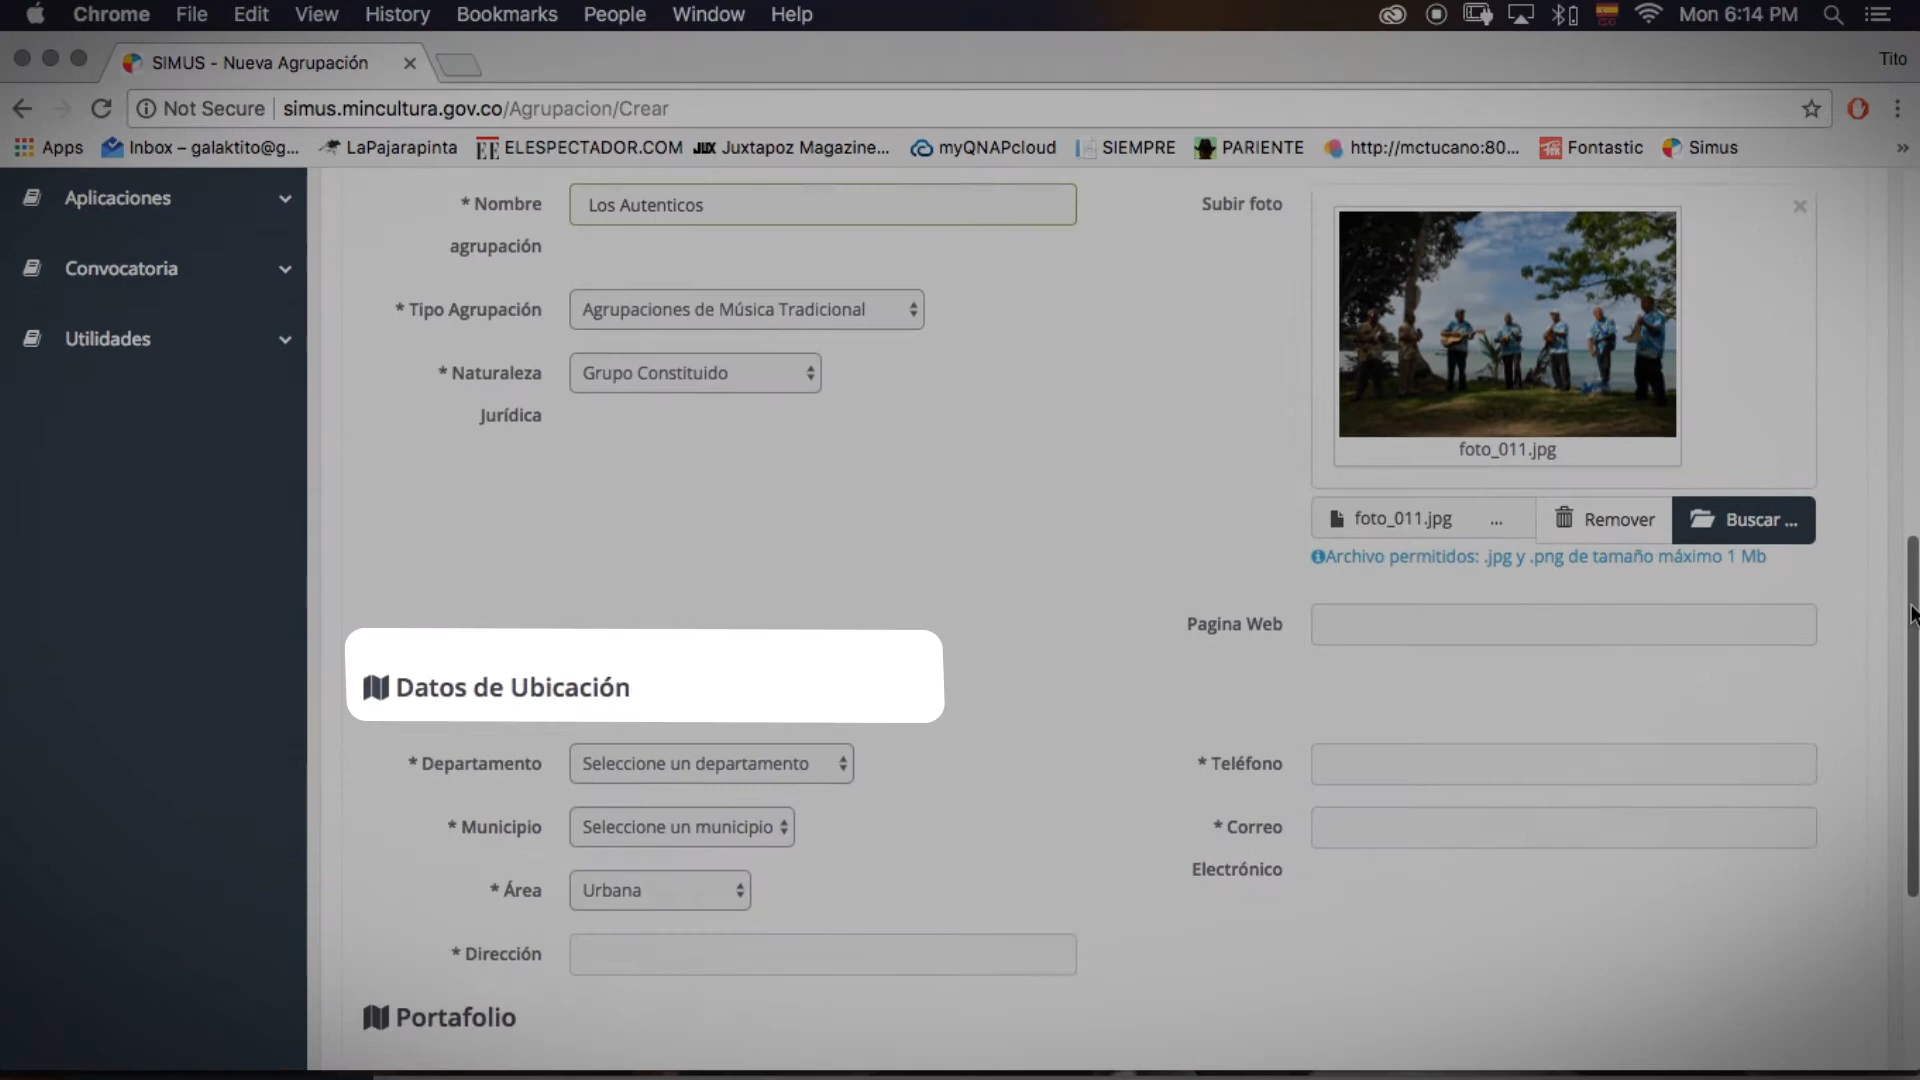 Chrome File Edit View History Bookmarks People Window Help Mon 6:14 PM
SIMUS - Nueva Agrupación
Tito
Not Secure simus.mincultura.gov.co/Agrupacion/Crear
Apps Inbox – galaktito@g... LaPajarapinta EE ELESPECTADOR.COM JUX Juxtapoz Magazine... myQNAPcloud SIEMPRE PARIENTE http://mctucano:80... Fontastic Simus »
Aplicaciones
Convocatoria
Utilidades
* Nombre agrupación
Los Autenticos
* Tipo Agrupación
Agrupaciones de Música Tradicional
* Naturaleza Jurídica
Grupo Constituido
Subir foto
foto_011.jpg
foto_011.jpg ...
Remover
Buscar ...
Archivo permitidos: .jpg y .png de tamaño máximo 1 Mb
Pagina Web
Datos de Ubicación
* Departamento
Seleccione un departamento
* Municipio
Seleccione un municipio
* Área
Urbana
* Dirección
* Teléfono
* Correo Electrónico
Portafolio